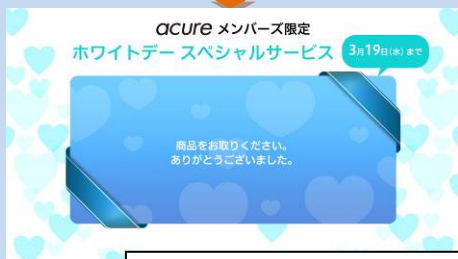 acure メンバーズ限定
ホワイトデー スペシャルサービス
3月19日(水)まで
商品をお取りください。
ありがとうございました。